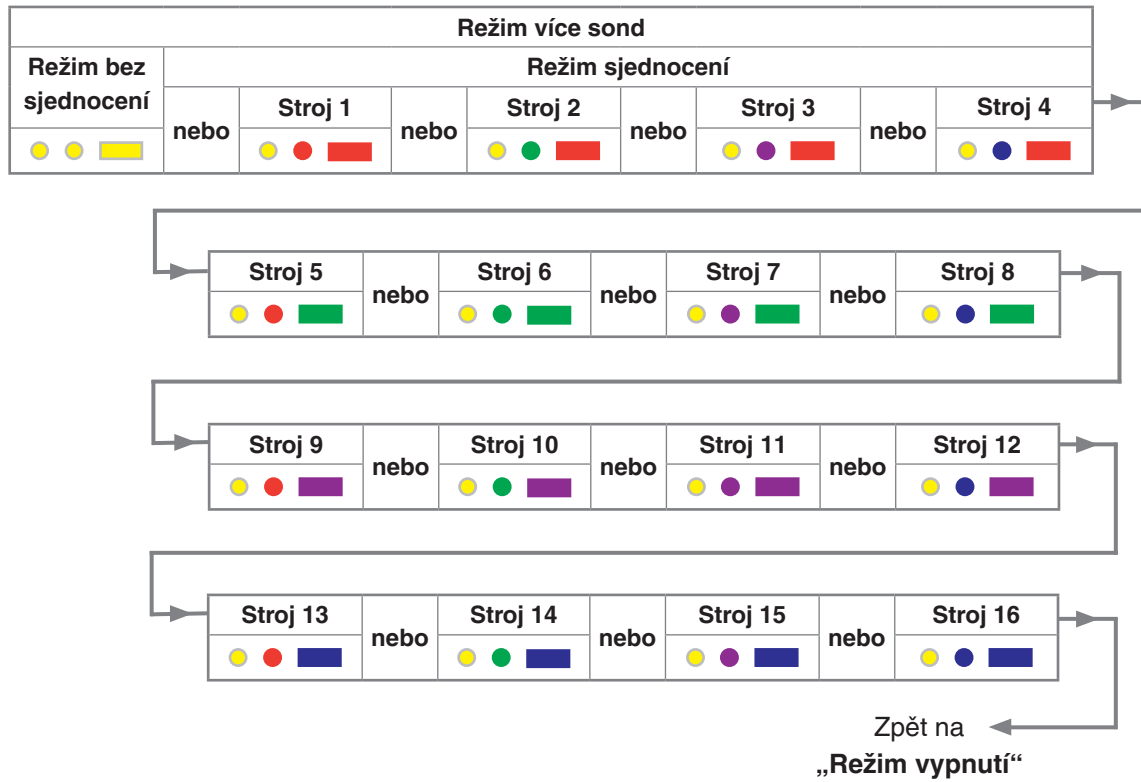 Režim více sond
Režim bez
sjednocení
Režim sjednocení
nebo
Stroj 1
nebo
Stroj 2
nebo
Stroj 3
nebo
Stroj 4
Stroj 5
nebo
Stroj 6
nebo
Stroj 7
nebo
Stroj 8
Stroj 9
nebo
Stroj 10
nebo
Stroj 11
nebo
Stroj 12
Stroj 13
nebo
Stroj 14
nebo
Stroj 15
nebo
Stroj 16
Zpět na
„Režim vypnutí“